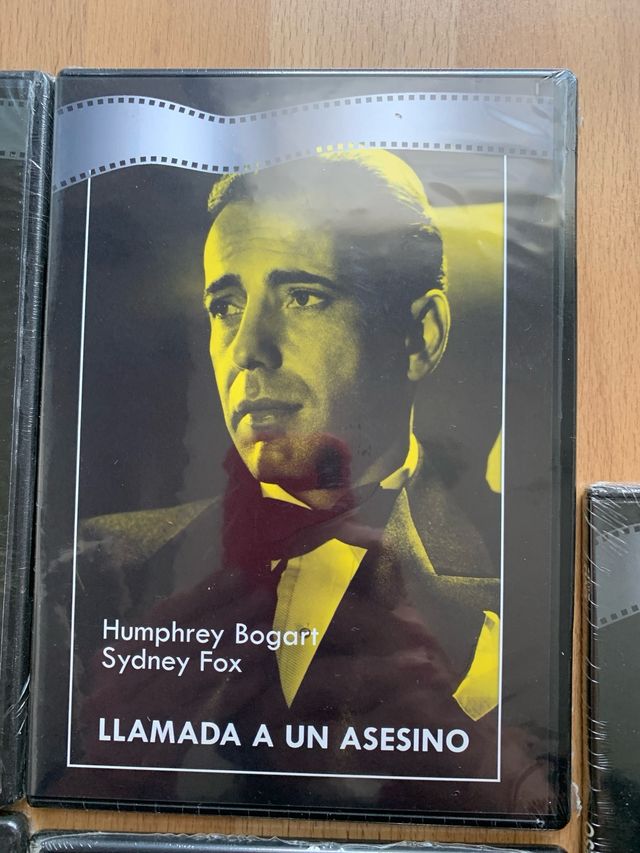 Humphrey Bogart
Sydney Fox
LLAMADA A UN ASESINO